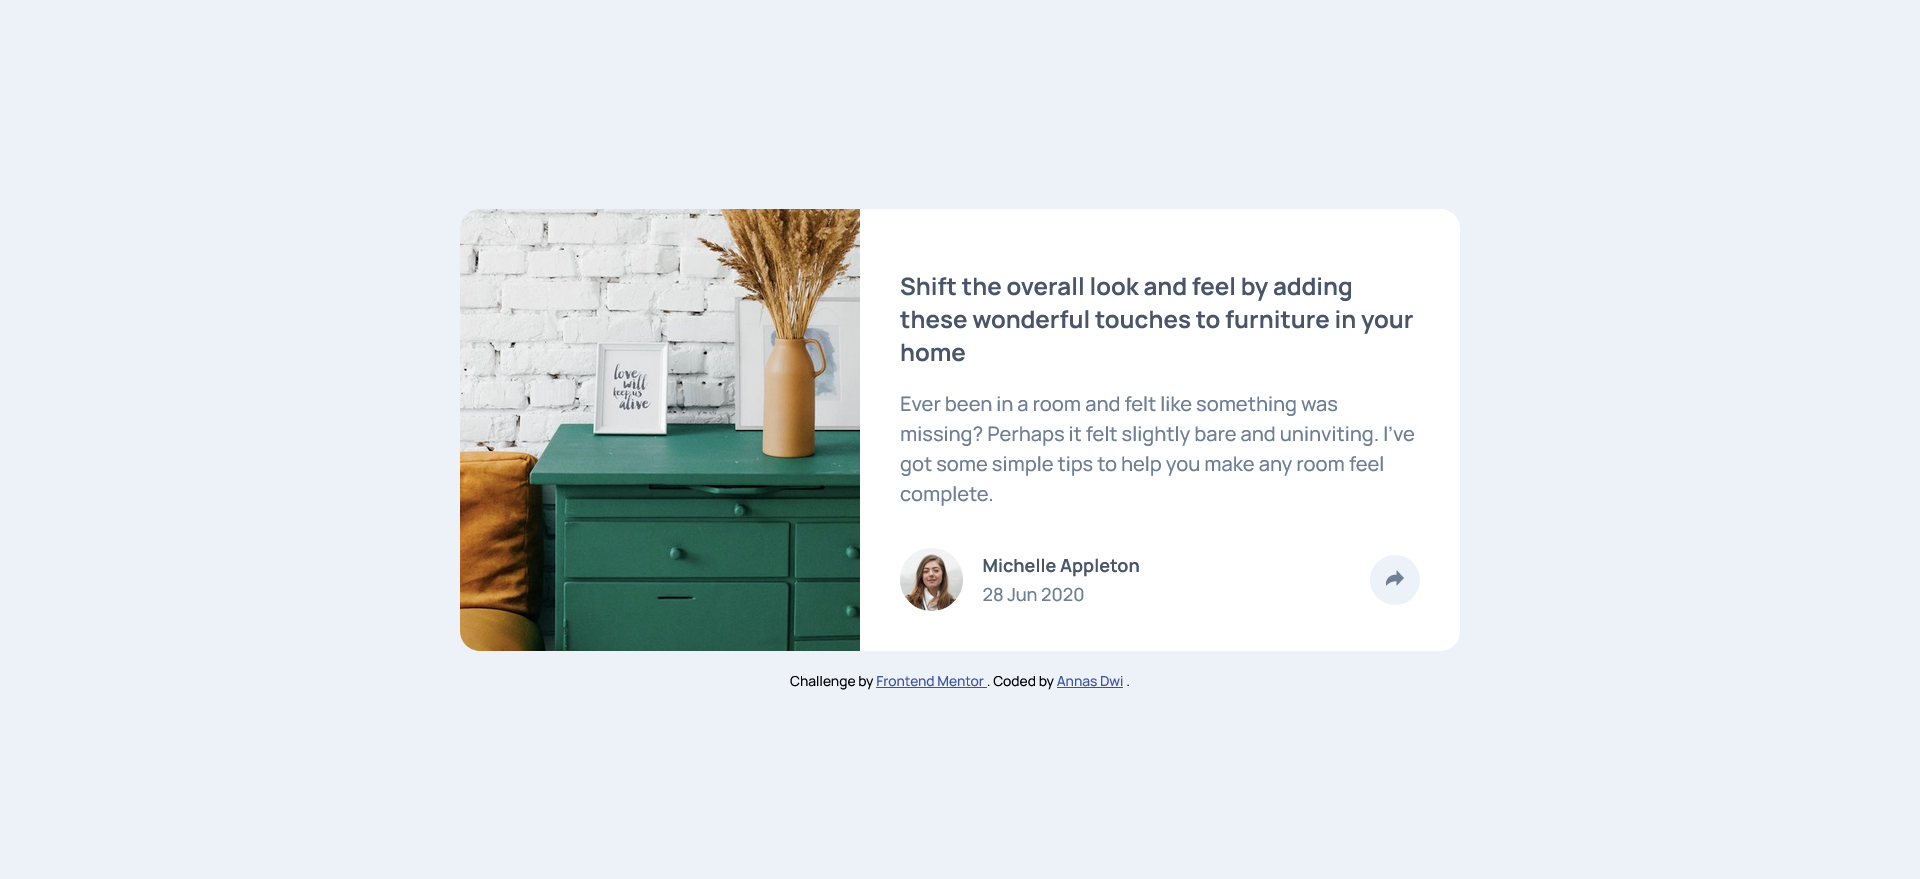 love
will
keep us
alive
Shift the overall look and feel by adding
these wonderful touches to furniture in your
home
Ever been in a room and felt like something was
missing? Perhaps it felt slightly bare and uninviting. I’ve
got some simple tips to help you make any room feel
complete.
Michelle Appleton
28 Jun 2020
Challenge by Frontend Mentor . Coded by Annas Dwi .